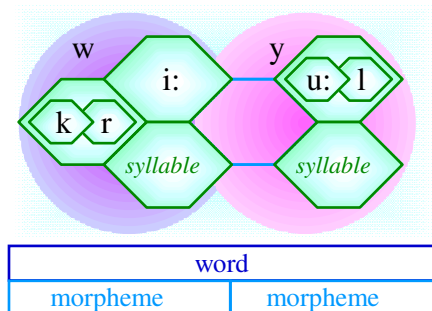 w y
i: u: l
k r
syllable syllable
word
morpheme morpheme